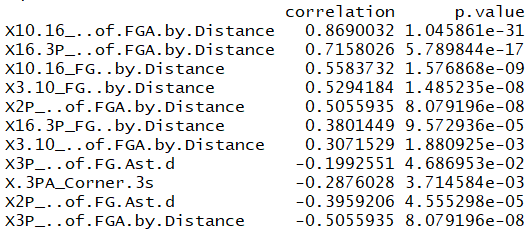 correlation p.value
X10.16_..of.FGA.by.Distance 0.8690032 1.045861e-31
X16.3P_..of.FGA.by.Distance 0.7158026 5.789844e-17
X10.16_FG..by.Distance 0.5583732 1.576868e-09
X3.10_FG..by.Distance 0.5294184 1.485235e-08
X2P_..of.FGA.by.Distance 0.5055935 8.079196e-08
X16.3P_FG..by.Distance 0.3801449 9.572936e-05
X3.10_..of.FGA.by.Distance 0.3071529 1.880925e-03
X3P_..of.FG.Ast.d -0.1992551 4.686953e-02
X.3PA_Corner.3s -0.2876028 3.714584e-03
X2P_..of.FG.Ast.d -0.3959206 4.555298e-05
X3P_..of.FGA.by.Distance -0.5055935 8.079196e-08